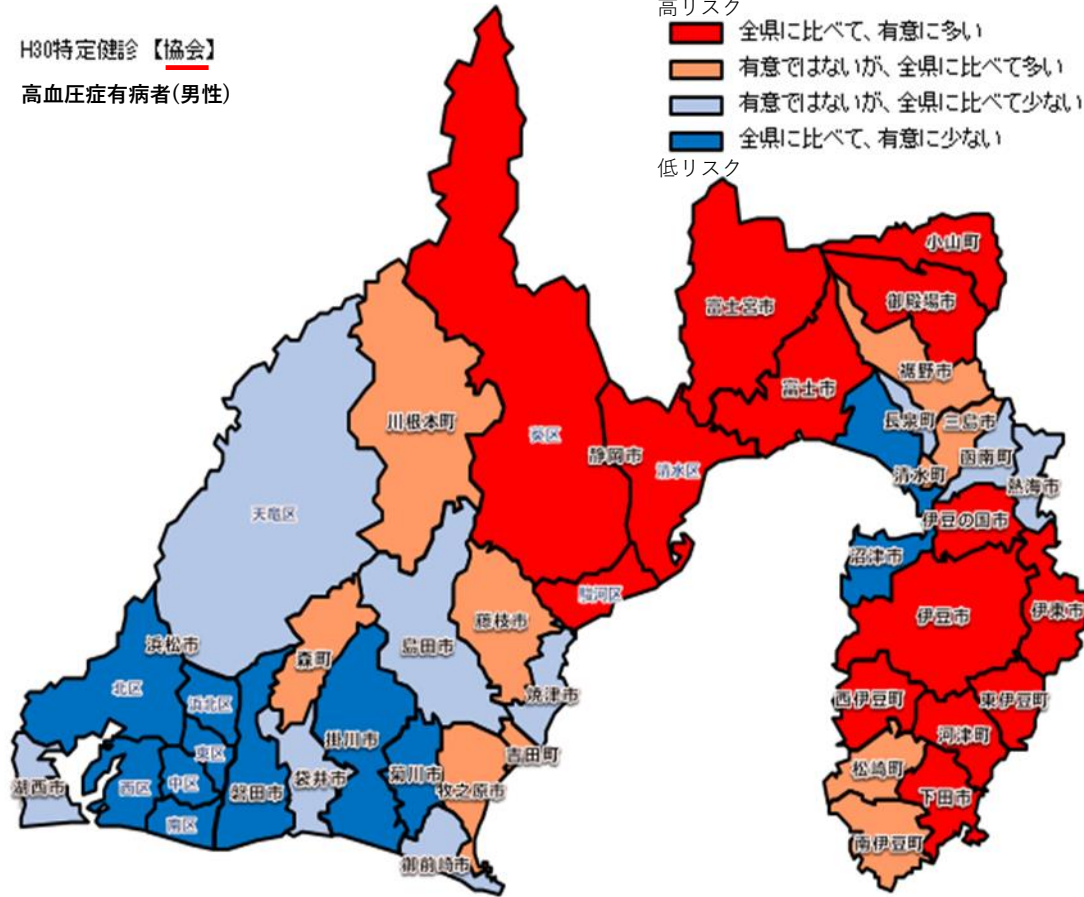 H30特定健診【協会】
高血圧症有病者(男性)
高リスク
全県に比べて、有意に多い
有意ではないが、全県に比べて多い
有意ではないが、全県に比べて少ない
全県に比べて、有意に少ない
低リスク
小山町
御殿場市
富士宮市
裾野市
富士市
長泉町
三島市
川根本町
葵区
静岡市
清水区
函南町
清水町
熱海市
天竜区
伊豆の国市
沼津市
駿河区
伊豆市
伊東市
藤枝市
島田市
浜松市
森町
北区
浜北区
焼津市
西伊豆町
東伊豆町
河津町
掛川市
東区
吉田町
松崎町
湖西市
西区
中区
磐田市
袋井市
菊川市
牧之原市
下田市
南区
南伊豆町
御前崎市